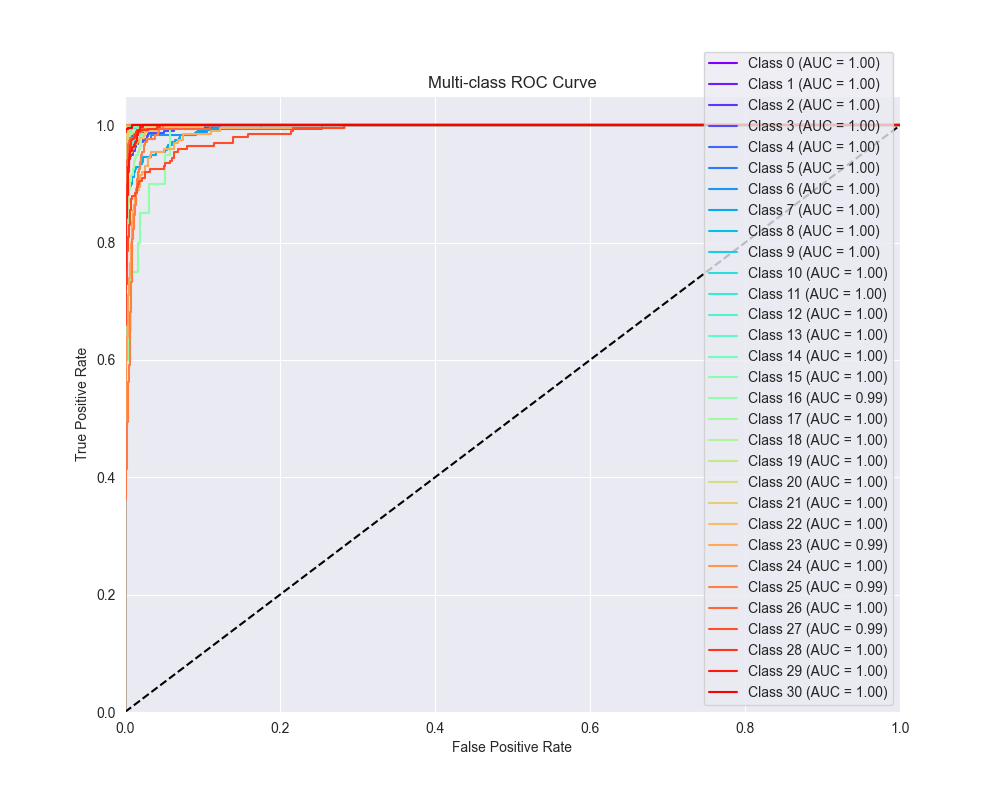 Multi-class ROC Curve
Class 0 (AUC = 1.00)
Class 1 (AUC = 1.00)
Class 2 (AUC = 1.00)
Class 3 (AUC = 1.00)
Class 4 (AUC = 1.00)
Class 5 (AUC = 1.00)
Class 6 (AUC = 1.00)
Class 7 (AUC = 1.00)
Class 8 (AUC = 1.00)
Class 9 (AUC = 1.00)
Class 10 (AUC = 1.00)
Class 11 (AUC = 1.00)
Class 12 (AUC = 1.00)
Class 13 (AUC = 1.00)
Class 14 (AUC = 1.00)
Class 15 (AUC = 1.00)
Class 16 (AUC = 0.99)
Class 17 (AUC = 1.00)
Class 18 (AUC = 1.00)
Class 19 (AUC = 1.00)
Class 20 (AUC = 1.00)
Class 21 (AUC = 1.00)
Class 22 (AUC = 1.00)
Class 23 (AUC = 0.99)
Class 24 (AUC = 1.00)
Class 25 (AUC = 0.99)
Class 26 (AUC = 1.00)
Class 27 (AUC = 0.99)
Class 28 (AUC = 1.00)
Class 29 (AUC = 1.00)
Class 30 (AUC = 1.00)
True Positive Rate
1.0
0.8
0.6
0.4
0.2
0.0
0.0 0.2 0.4 0.6 0.8 1.0
False Positive Rate